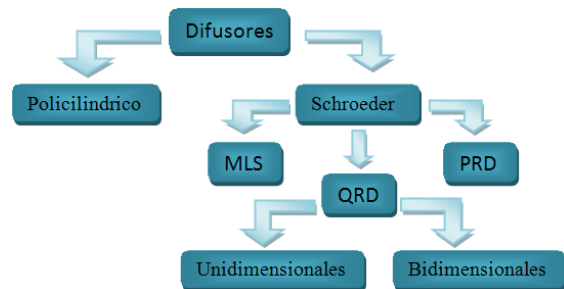 Difusores
Policilindrico
Schroeder
MLS
PRD
QRD
Unidimensionales
Bidimensionales